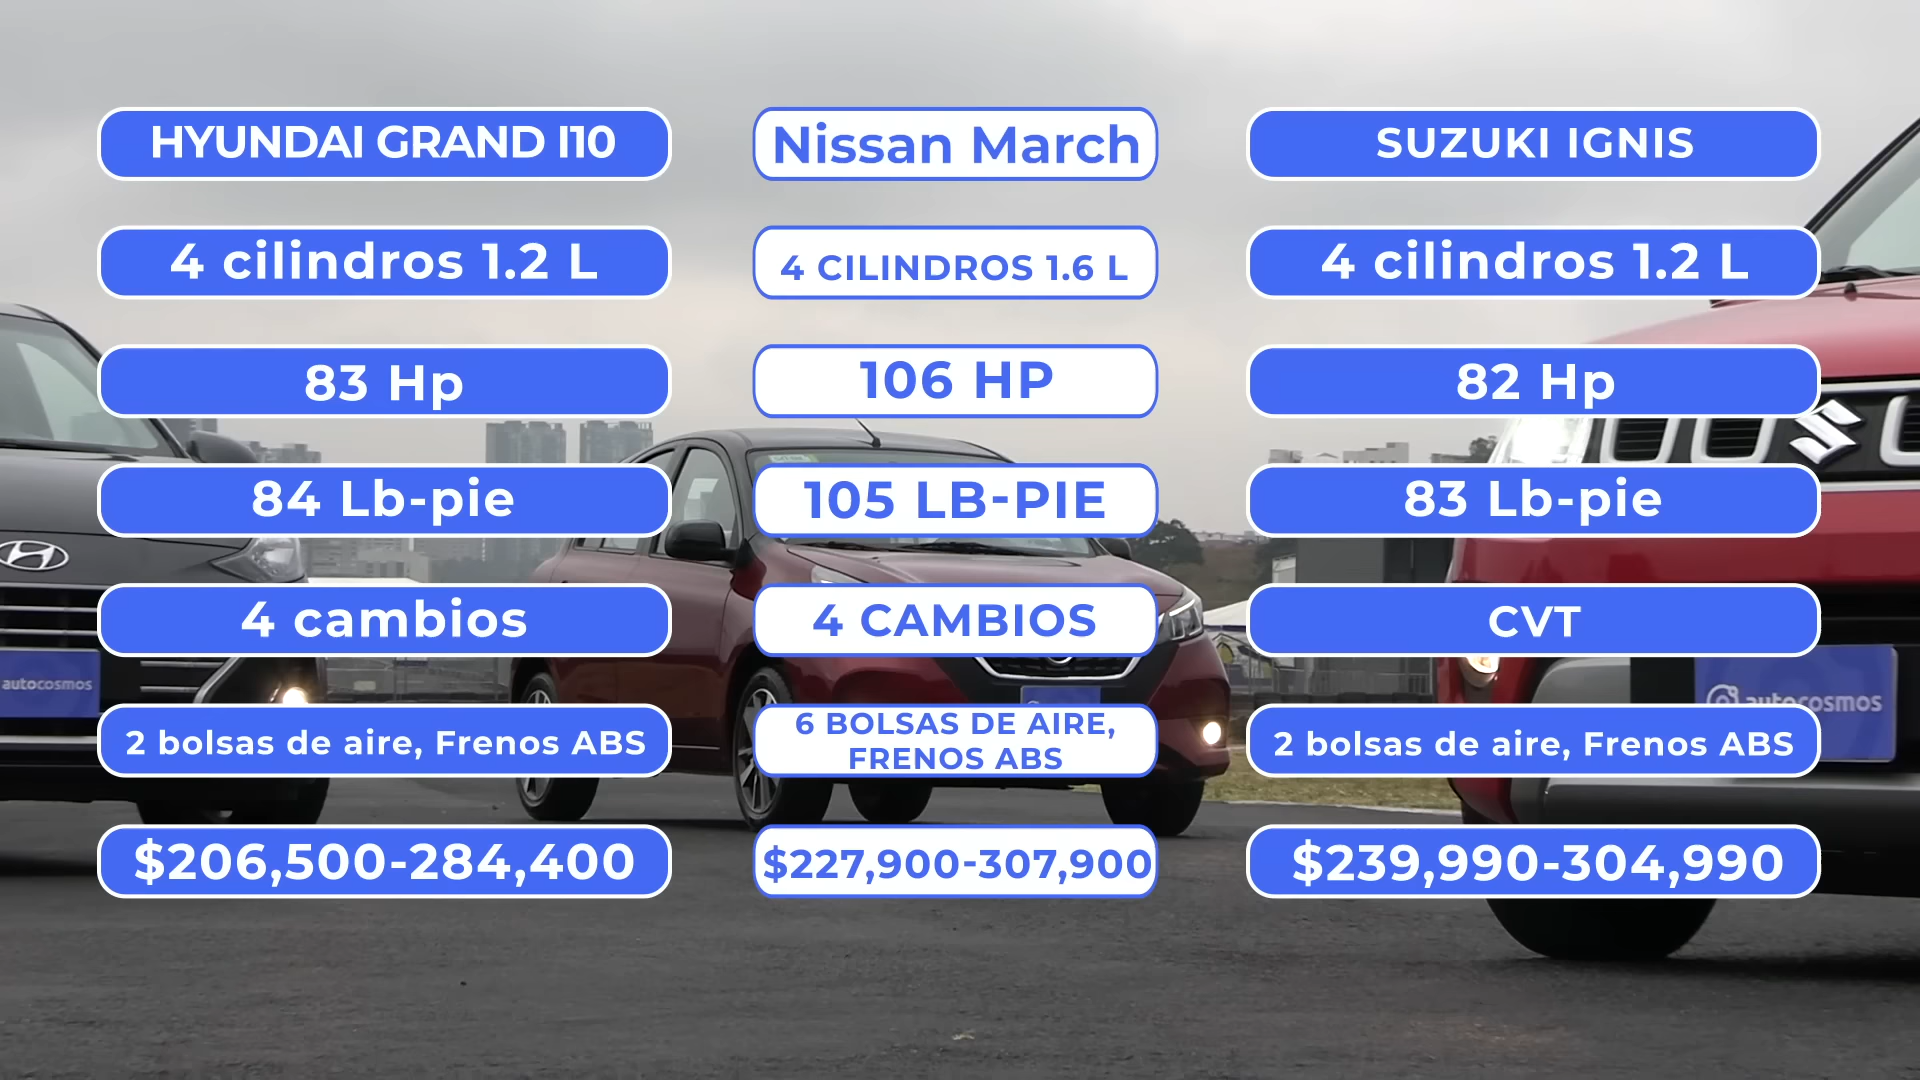 HYUNDAI GRAND I10
Nissan March
SUZUKI IGNIS
4 cilindros 1.2 L
4 CILINDROS 1.6 L
4 cilindros 1.2 L
83 Hp
106 HP
82 Hp
84 Lb-pie
105 LB-PIE
83 Lb-pie
4 cambios
4 CAMBIOS
CVT
autocosmos
autocosmos
2 bolsas de aire, Frenos ABS
6 BOLSAS DE AIRE,
FRENOS ABS
2 bolsas de aire, Frenos ABS
$206,500-284,400
$227,900-307,900
$239,990-304,990